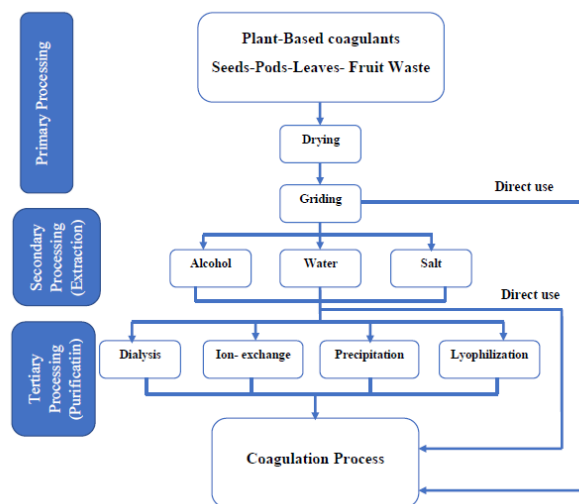 Plant-Based coagulants
Seeds-Pods-Leaves- Fruit Waste
Primary Processing
Drying
Griding
Direct use
Secondary
Processing
(Extraction)
Alcohol
Water
Salt
Direct use
Tertiary
Processing
(Purificatiin)
Dialysis
Ion- exchange
Precipitation
Lyophilization
Coagulation Process